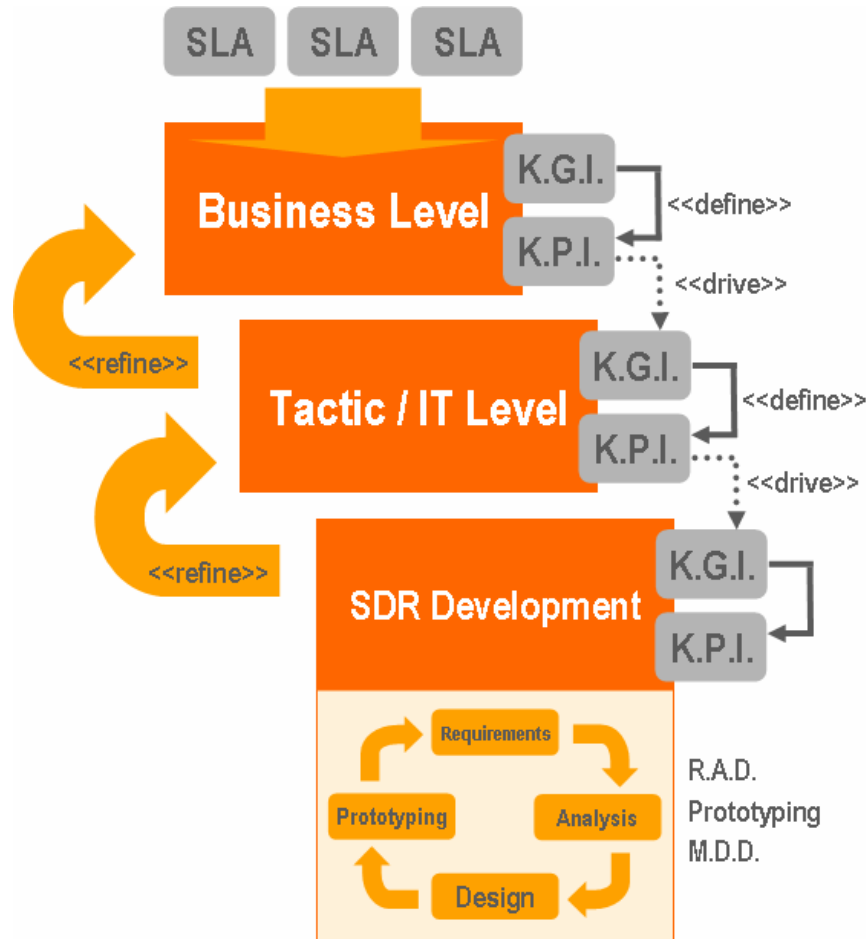 SLA SLA SLA
K.G.I.
Business Level
<<define>>
K.P.I.
<<drive>>
<<refine>>
K.G.I.
Tactic / IT Level
<<define>>
K.P.I.
<<drive>>
<<refine>>
K.G.I.
SDR Development
K.P.I.
Requirements
R.A.D.
Prototyping
Analysis
Prototyping
M.D.D.
Design